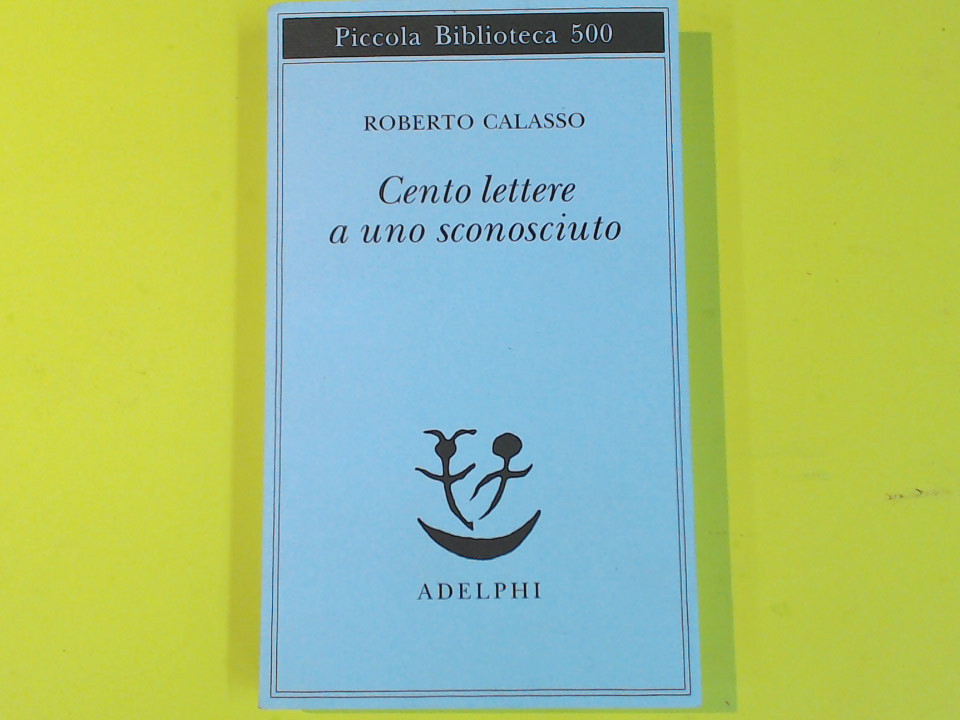 Piccola Biblioteca 500
ROBERTO CALASSO
Cento lettere
a uno sconosciuto
ADELPHI